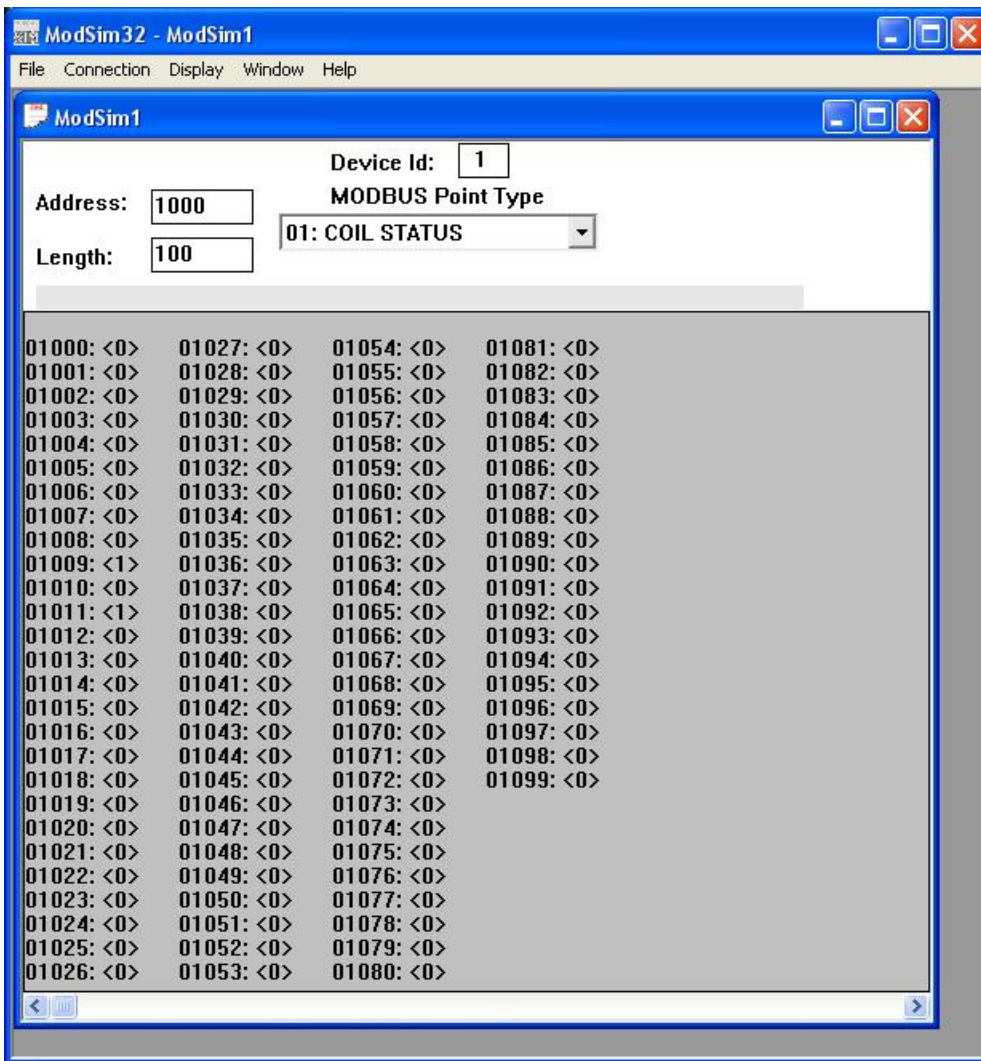 ModSim32 - ModSim1
File Connection Display Window Help
ModSim1
Device Id: 1
Address: 1000
MODBUS Point Type
01: COIL STATUS
Length: 100
01000: <0> 01027: <0> 01054: <0> 01081: <0>
01001: <0> 01028: <0> 01055: <0> 01082: <0>
01002: <0> 01029: <0> 01056: <0> 01083: <0>
01003: <0> 01030: <0> 01057: <0> 01084: <0>
01004: <0> 01031: <0> 01058: <0> 01085: <0>
01005: <0> 01032: <0> 01059: <0> 01086: <0>
01006: <0> 01033: <0> 01060: <0> 01087: <0>
01007: <0> 01034: <0> 01061: <0> 01088: <0>
01008: <0> 01035: <0> 01062: <0> 01089: <0>
01009: <1> 01036: <0> 01063: <0> 01090: <0>
01010: <0> 01037: <0> 01064: <0> 01091: <0>
01011: <1> 01038: <0> 01065: <0> 01092: <0>
01012: <0> 01039: <0> 01066: <0> 01093: <0>
01013: <0> 01040: <0> 01067: <0> 01094: <0>
01014: <0> 01041: <0> 01068: <0> 01095: <0>
01015: <0> 01042: <0> 01069: <0> 01096: <0>
01016: <0> 01043: <0> 01070: <0> 01097: <0>
01017: <0> 01044: <0> 01071: <0> 01098: <0>
01018: <0> 01045: <0> 01072: <0> 01099: <0>
01019: <0> 01046: <0> 01073: <0>
01020: <0> 01047: <0> 01074: <0>
01021: <0> 01048: <0> 01075: <0>
01022: <0> 01049: <0> 01076: <0>
01023: <0> 01050: <0> 01077: <0>
01024: <0> 01051: <0> 01078: <0>
01025: <0> 01052: <0> 01079: <0>
01026: <0> 01053: <0> 01080: <0>